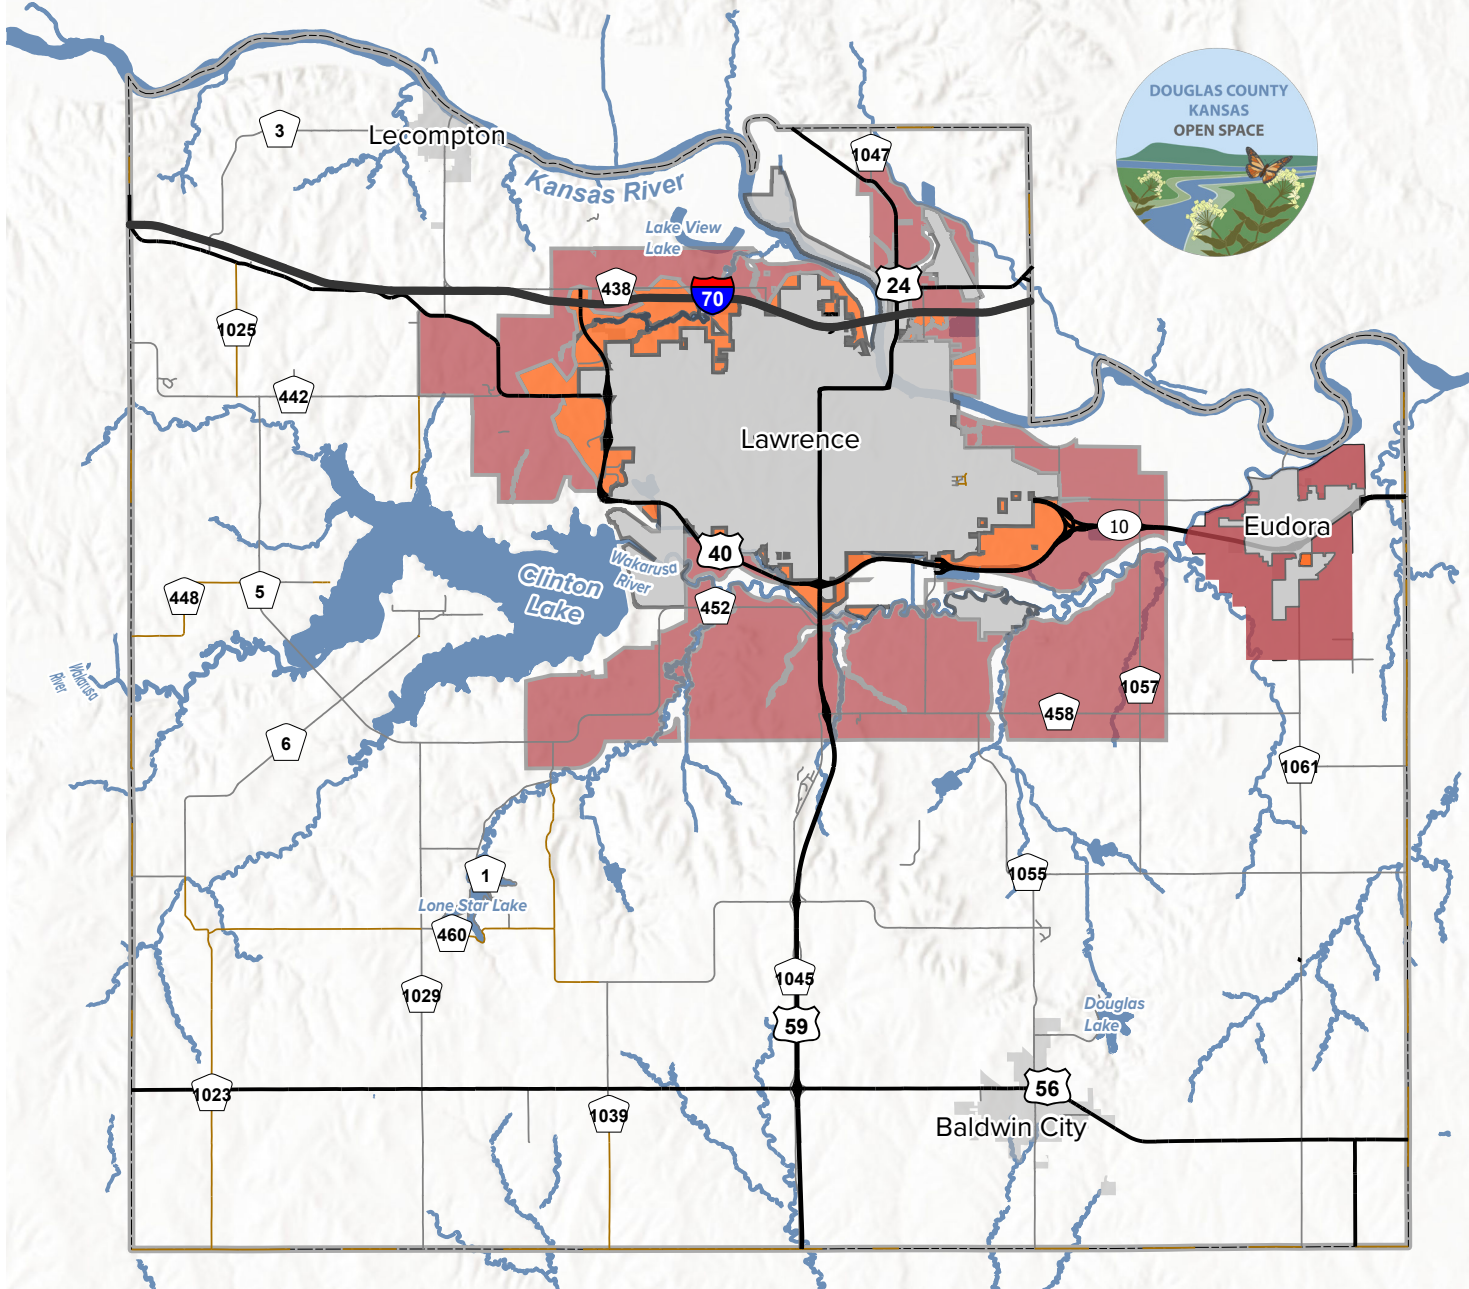 DOUGLAS COUNTY
KANSAS
OPEN SPACE
3
Lecompton
1047
Kansas River
Lake View
Lake
24
438
70
1025
442
Lawrence
10
Eudora
40
Wakarusa
River
Clinton
Lake
448
5
452
Wakarusa
River
1057
458
6
1061
1
1055
Lone Star Lake
460
1045
1029
Douglas
Lake
59
56
1023
1039
Baldwin City